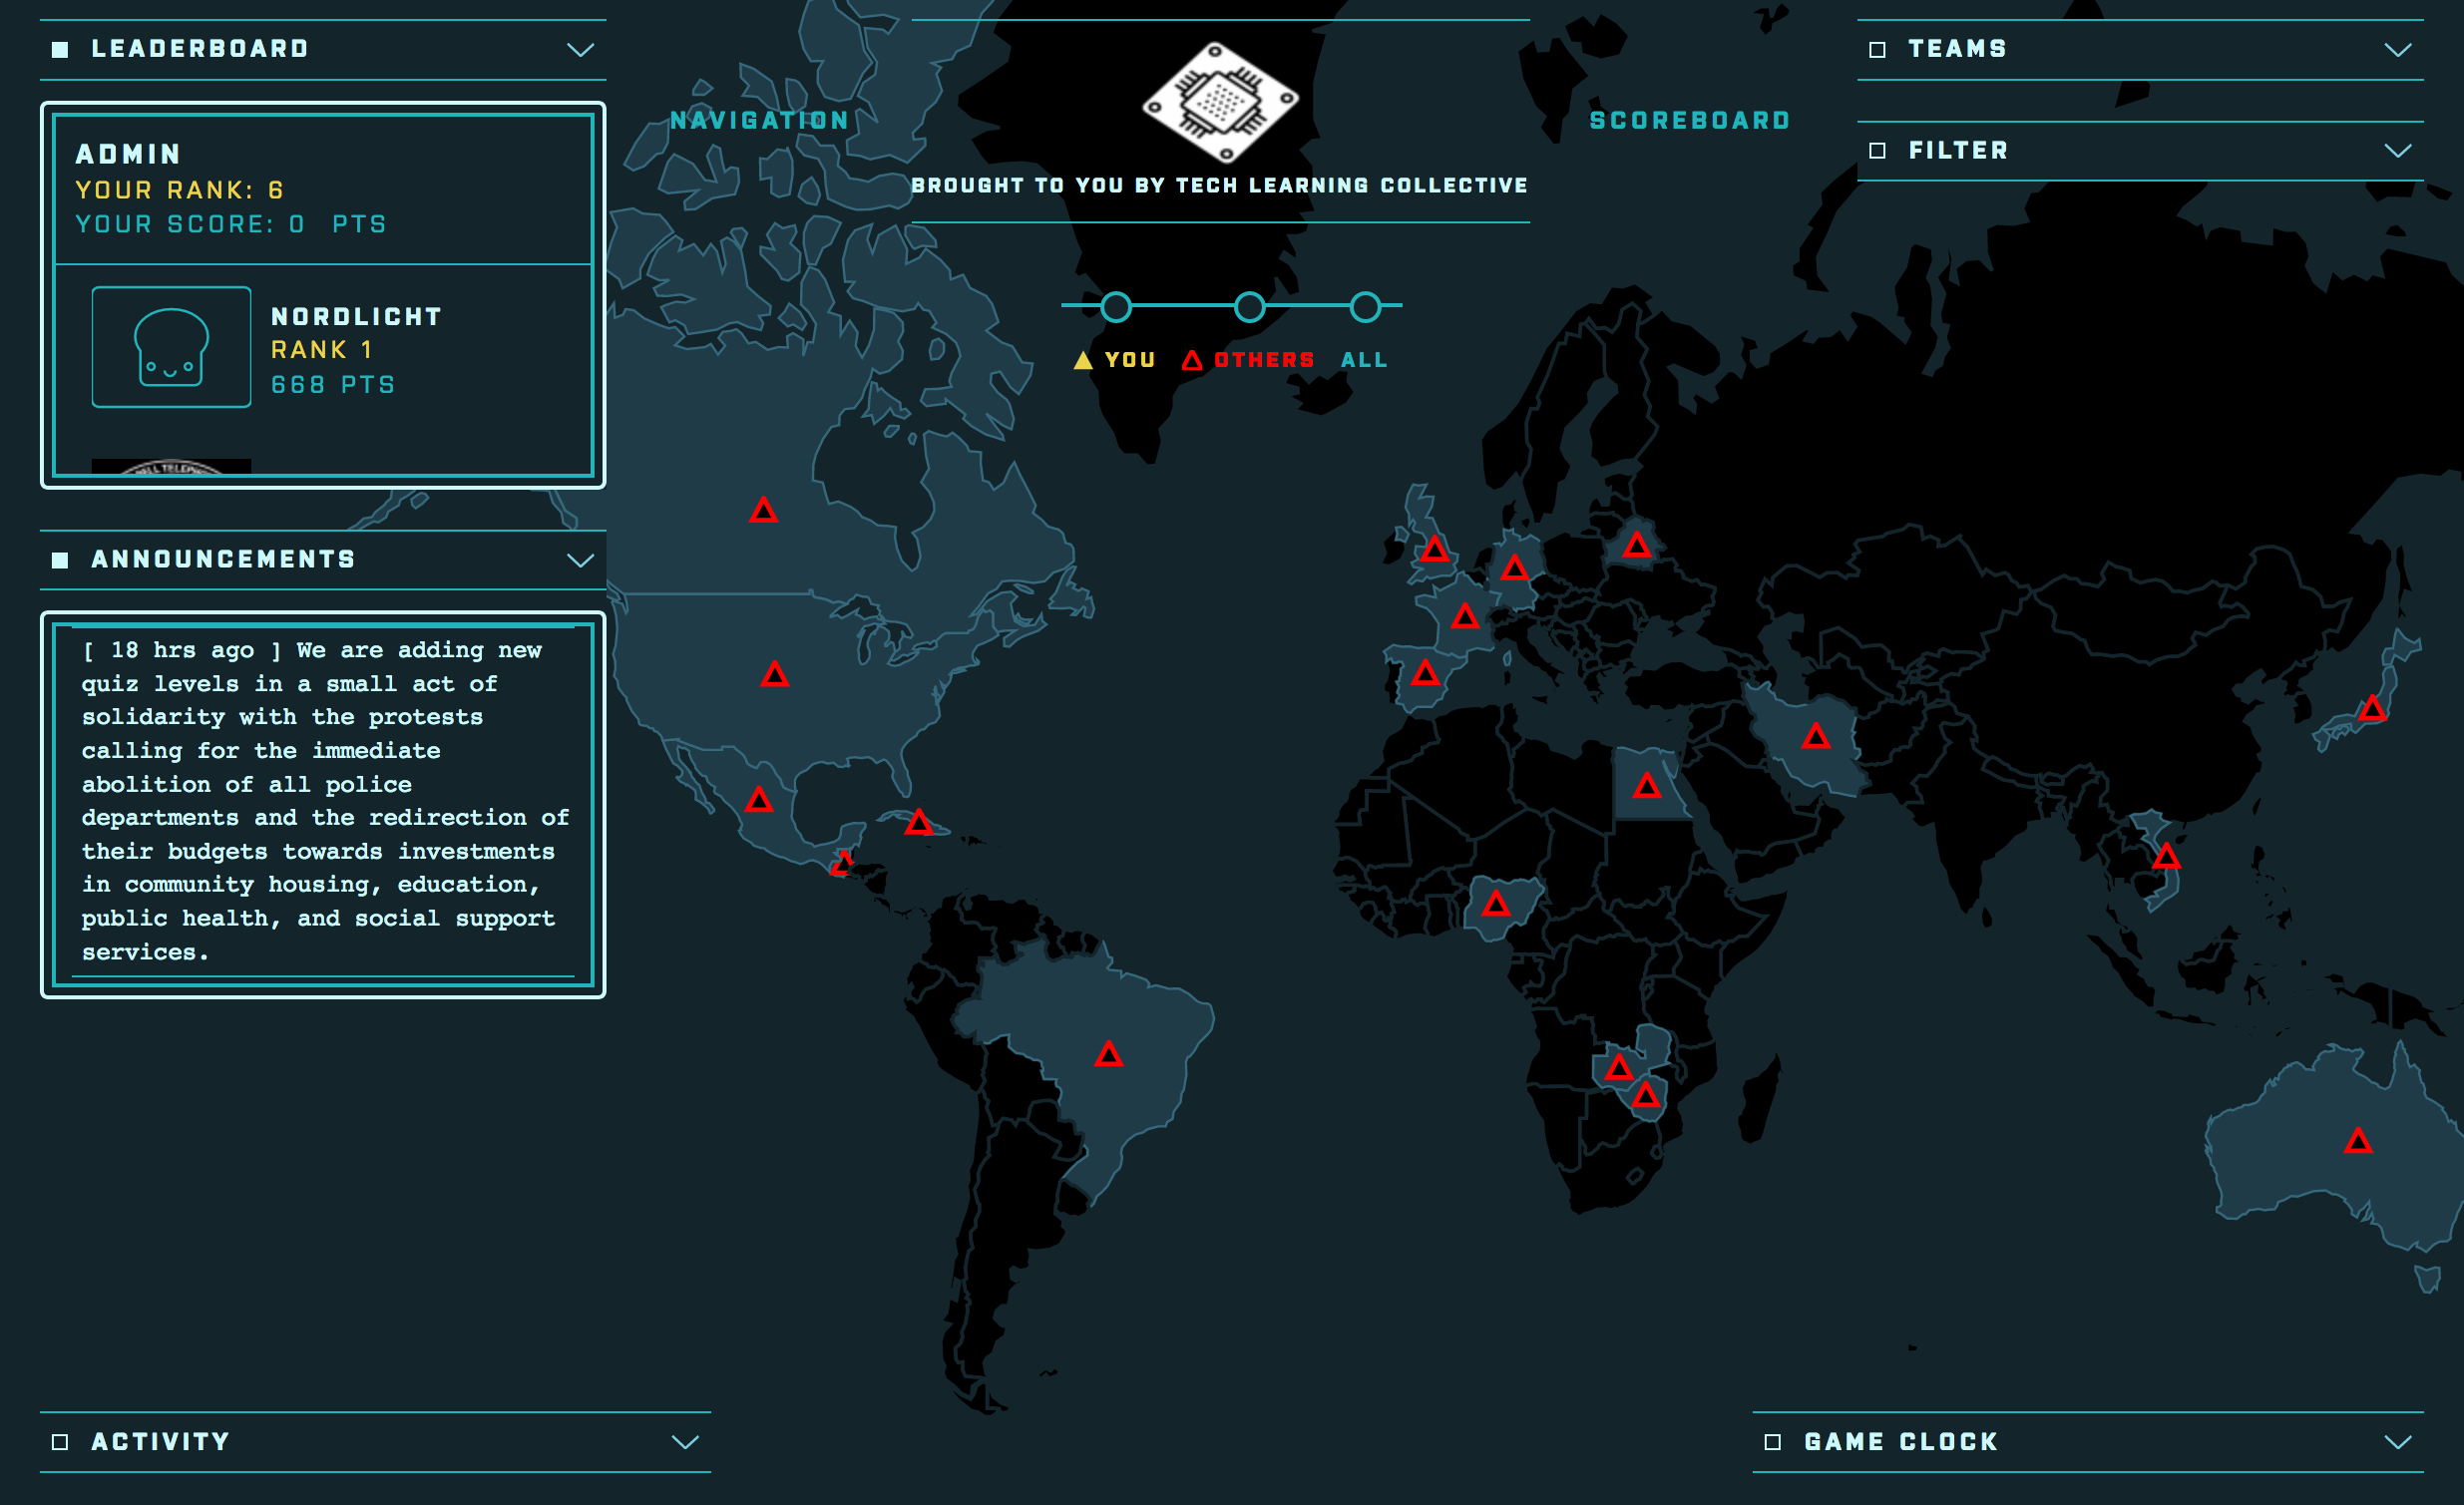 LEADERBOARD
ADMIN
YOUR RANK: 6
YOUR SCORE: 0 PTS
NORDLICHT
RANK 1
668 PTS
ANNOUNCEMENTS
[ 18 hrs ago ] We are adding new
quiz levels in a small act of
solidarity with the protests
calling for the immediate
abolition of all police
departments and the redirection of
their budgets towards investments
in community housing, education,
public health, and social support
services.
ACTIVITY
NAVIGATION
BROUGHT TO YOU BY TECH LEARNING COLLECTIVE
YOU OTHERS ALL
SCOREBOARD
TEAMS
FILTER
GAME CLOCK